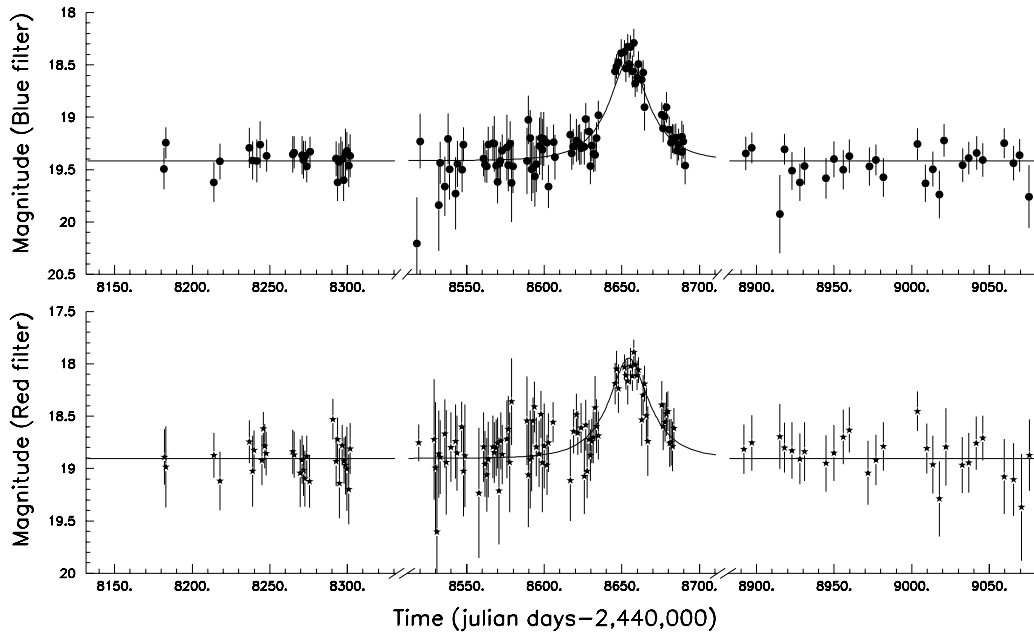 Magnitude (Blue filter)
18
18.5
19
19.5
20
20.5
8150. 8200. 8250. 8300. 8550. 8600. 8650. 8700. 8900. 8950. 9000. 9050.
Magnitude (Red filter)
17.5
18
18.5
19
19.5
20
8150. 8200. 8250. 8300. 8550. 8600. 8650. 8700. 8900. 8950. 9000. 9050.
Time (julian days-2,440,000)